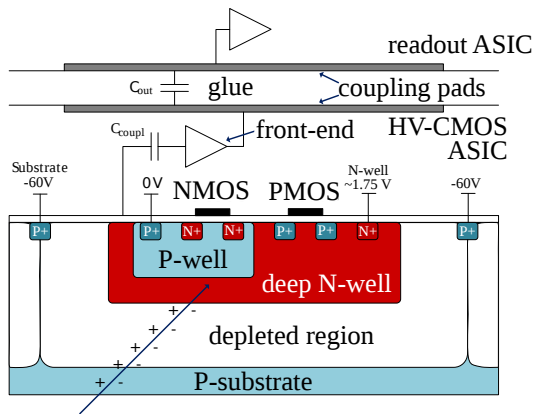 readout ASIC
Cout
glue
coupling pads
Ccoupl
front-end
HV-CMOS
ASIC
Substrate
-60V
0V
NMOS
PMOS
N-well
~1.75 V
-60V
P+
P+
N+
N+
P+
P+
N+
P+
P-well
deep N-well
+ -
+ -
+ -
depleted region
+ -
+ -
P-substrate
+ -